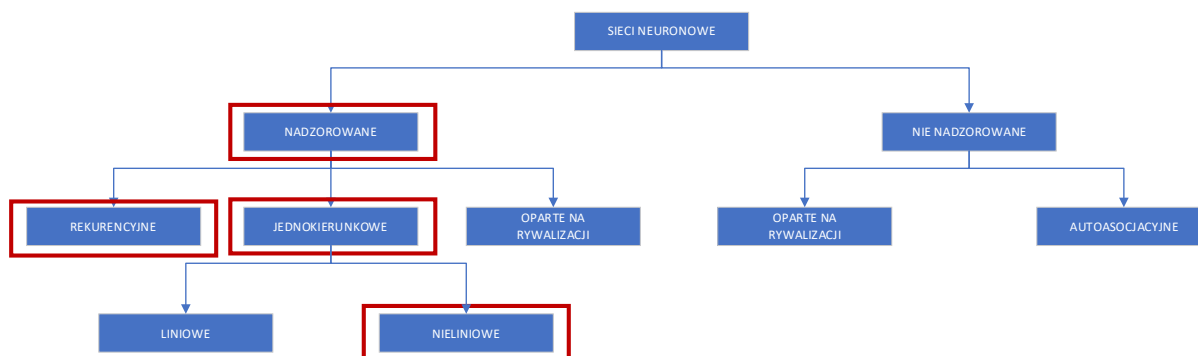 SIECI NEURONOWE
NADZOROWANE
NIE NADZOROWANE
REKURENCYJNE
JEDNOKIERUNKOWE
OPARTE NA
RYWALIZACJI
OPARTE NA
RYWALIZACJI
AUTOASOCJACYJNE
LINIOWE
NIELINIOWE